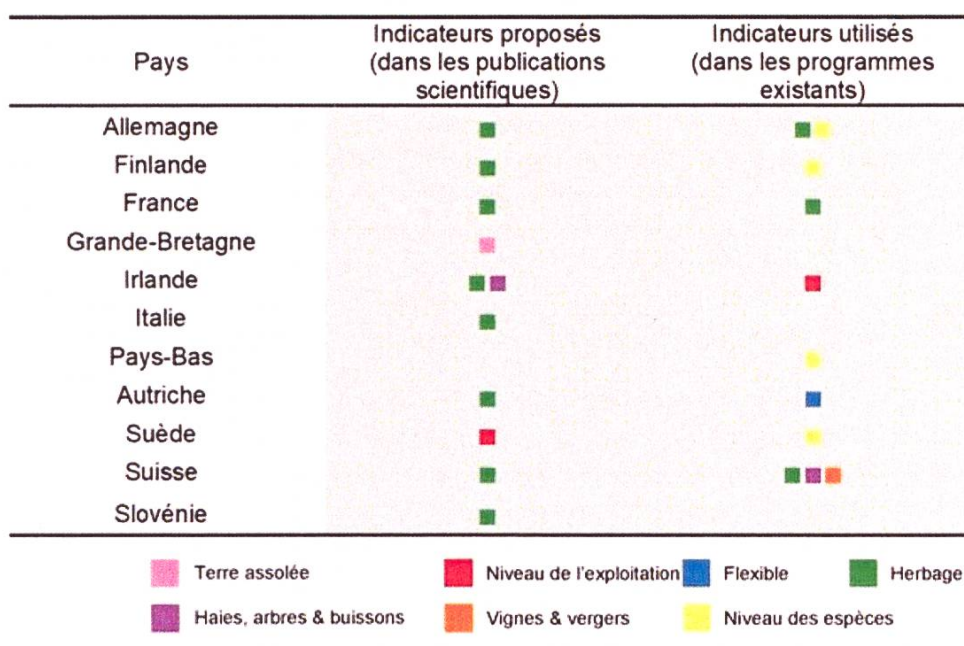 Pays
Indicateurs proposés
(dans les publications
scientifiques)
Indicateurs utilisés
(dans les programmes
existants)
Allemagne
Finlande
France
Grande-Bretagne
Irlande
Italie
Pays-Bas
Autriche
Suède
Suisse
Slovénie
Terre assolée
Niveau de l'exploitation
Flexible
Herbage
Haies, arbres & buissons
Vignes & vergers
Niveau des espèces